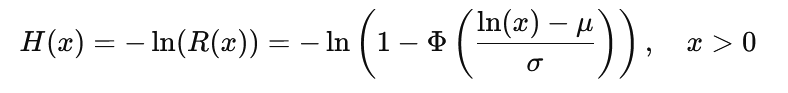 H(x) = − ln(R(x)) = − ln (1 − Φ ((ln(x) − μ)/σ)), x > 0